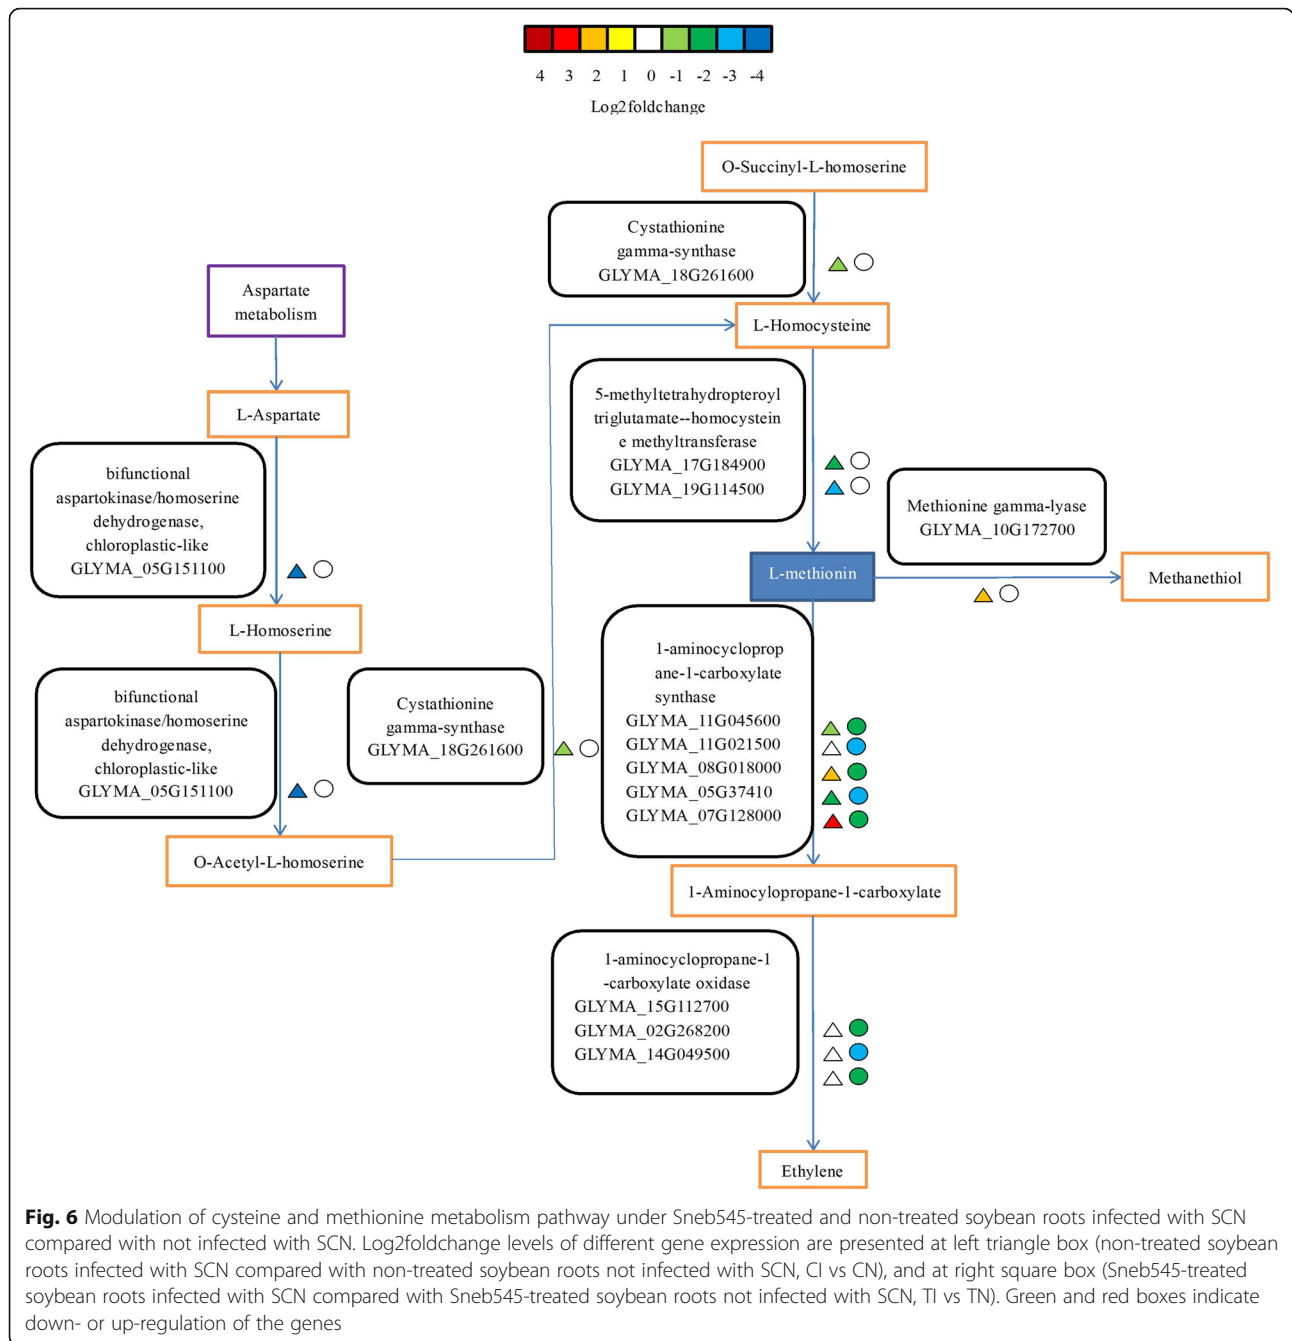 4 3 2 1 0 -1 -2 -3 -4
Log2foldchange
O-Succinyl-L-homoserine
Cystathionine
gamma-synthase
GLYMA_18G261600
Aspartate
metabolism
L-Homocysteine
L-Aspartate
5-methyltetrahydropteroyl
triglutamate--homocystein
e methyltransferase
GLYMA_17G184900
GLYMA_19G114500
bifunctional
aspartokinase/homoserine
dehydrogenase,
chloroplastic-like
GLYMA_05G151100
Methionine gamma-lyase
GLYMA_10G172700
L-methionin
Methanethiol
L-Homoserine
1-aminocycloprop
ane-1-carboxylate
synthase
GLYMA_11G045600
GLYMA_11G021500
GLYMA_08G018000
GLYMA_05G37410
GLYMA_07G128000
bifunctional
aspartokinase/homoserine
dehydrogenase,
chloroplastic-like
GLYMA_05G151100
Cystathionine
gamma-synthase
GLYMA_18G261600
O-Acetyl-L-homoserine
1-Aminocylopropane-1-carboxylate
1-aminocyclopropane-1
-carboxylate oxidase
GLYMA_15G112700
GLYMA_02G268200
GLYMA_14G049500
Ethylene
Fig. 6 Modulation of cysteine and methionine metabolism pathway under Sneb545-treated and non-treated soybean roots infected with SCN
compared with not infected with SCN. Log2foldchange levels of different gene expression are presented at left triangle box (non-treated soybean
roots infected with SCN compared with non-treated soybean roots not infected with SCN, CI vs CN), and at right square box (Sneb545-treated
soybean roots infected with SCN compared with Sneb545-treated soybean roots not infected with SCN, TI vs TN). Green and red boxes indicate
down- or up-regulation of the genes